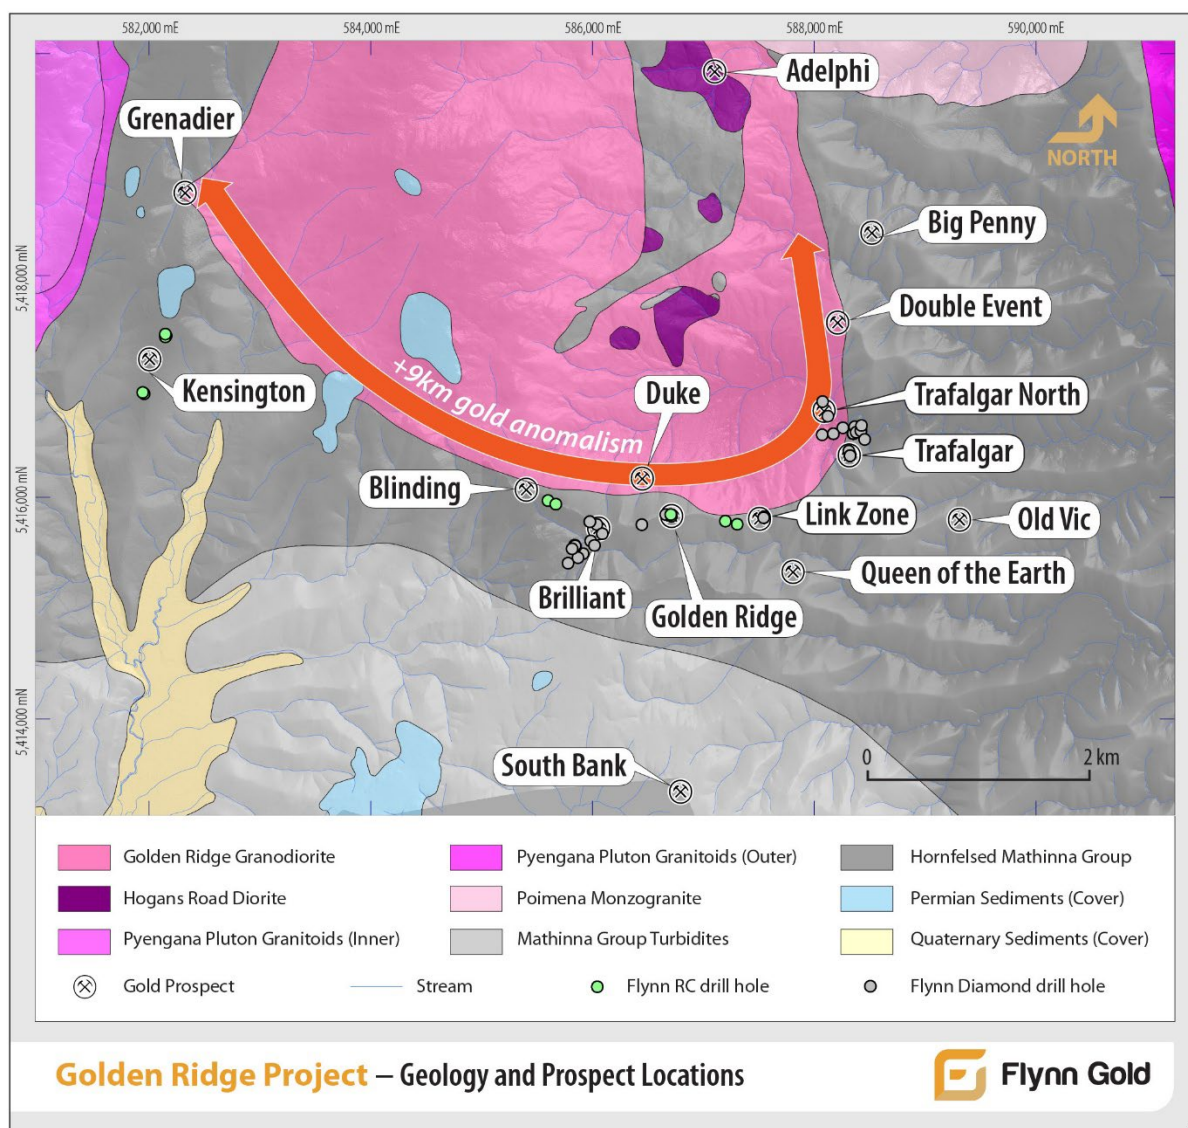 582,000 mE
584,000 mE
586,000 mE
588,000 mE
590,000 mE
Adelphi
Grenadier
NORTH
Big Penny
5,418,000 mN
Double Event
Kensington
+9km gold anomalism
Duke
Trafalgar North
Trafalgar
Blinding
5,416,000 mN
Link Zone
Old Vic
Brilliant
Golden Ridge
Queen of the Earth
5,414,000 mN
South Bank
0
2 km
Golden Ridge Granodiorite
Pyengana Pluton Granitoids (Outer)
Hornfelsed Mathinna Group
Hogans Road Diorite
Poimena Monzogranite
Permian Sediments (Cover)
Pyengana Pluton Granitoids (Inner)
Mathinna Group Turbidites
Quaternary Sediments (Cover)
Gold Prospect
Stream
Flynn RC drill hole
Flynn Diamond drill hole
Golden Ridge Project – Geology and Prospect Locations
Flynn Gold